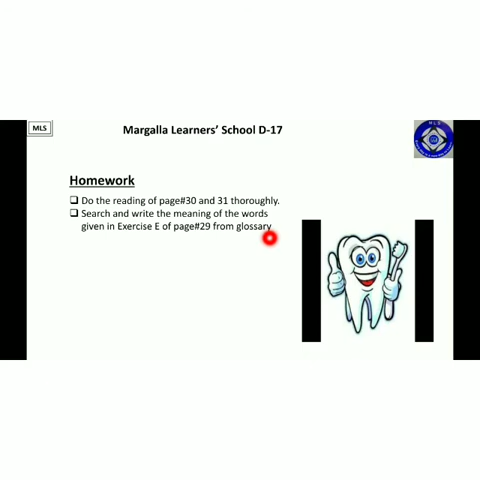 MLS
Margalla Learners' School D-17
MLS
Homework
❑ Do the reading of page#30 and 31 thoroughly.
❑ Search and write the meaning of the words
given in Exercise E of page#29 from glossary